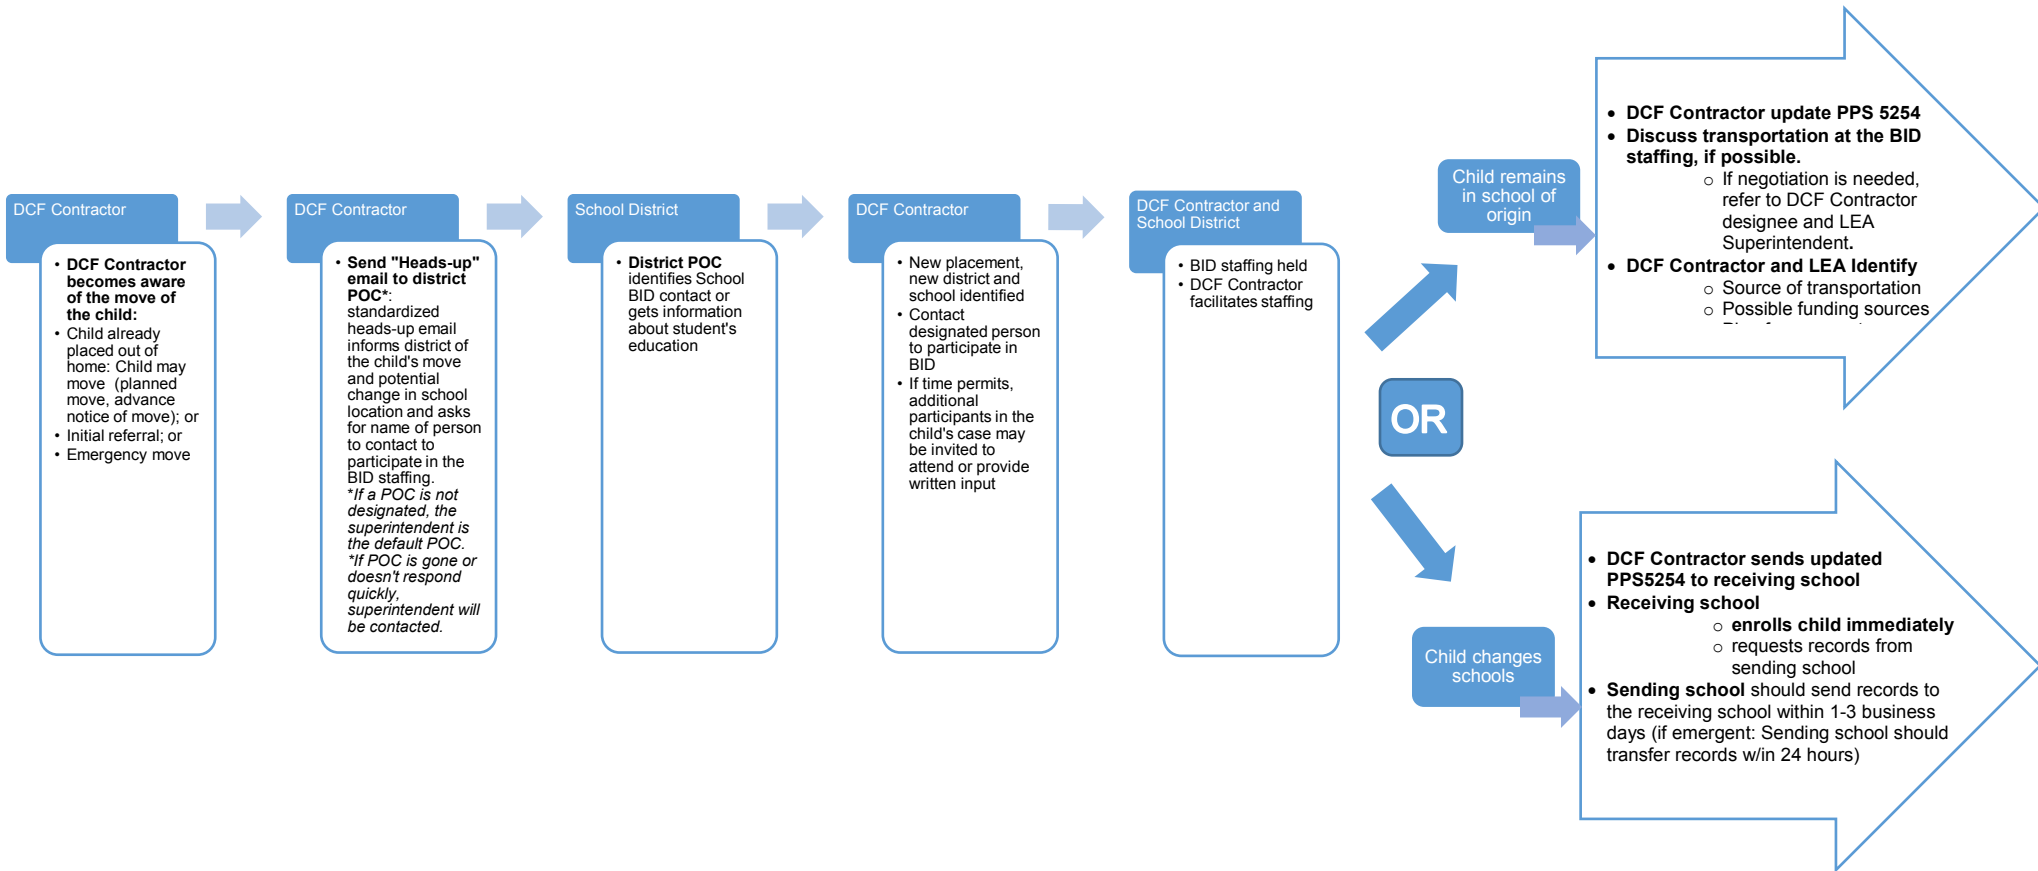 DCF Contractor
• DCF Contractor
becomes aware
of the move of
the child:
• Child already
placed out of
home: Child may
move (planned
move, advance
notice of move); or
• Initial referral; or
• Emergency move
DCF Contractor
• Send "Heads-up"
email to district
POC*:
standardized
heads-up email
informs district of
the child's move
and potential
change in school
location and asks
for name of person
to contact to
participate in the
BID staffing.
*If a POC is not
designated, the
superintendent is
the default POC.
*If POC is gone or
doesn't respond
quickly,
superintendent will
be contacted.
School District
• District POC
identifies School
BID contact or
gets information
about student's
education
DCF Contractor
• New placement,
new district and
school identified
• Contact
designated person
to participate in
BID
• If time permits,
additional
participants in the
child's case may
be invited to
attend or provide
written input
DCF Contractor and
School District
• BID staffing held
• DCF Contractor
facilitates staffing
OR
Child remains
in school of
origin
• DCF Contractor update PPS 5254
• Discuss transportation at the BID
staffing, if possible.
o If negotiation is needed,
refer to DCF Contractor
designee and LEA
Superintendent.
• DCF Contractor and LEA Identify
o Source of transportation
o Possible funding sources
Child changes
schools
• DCF Contractor sends updated
PPS5254 to receiving school
• Receiving school
o enrolls child immediately
o requests records from
sending school
• Sending school should send records to
the receiving school within 1-3 business
days (if emergent: Sending school should
transfer records w/in 24 hours)